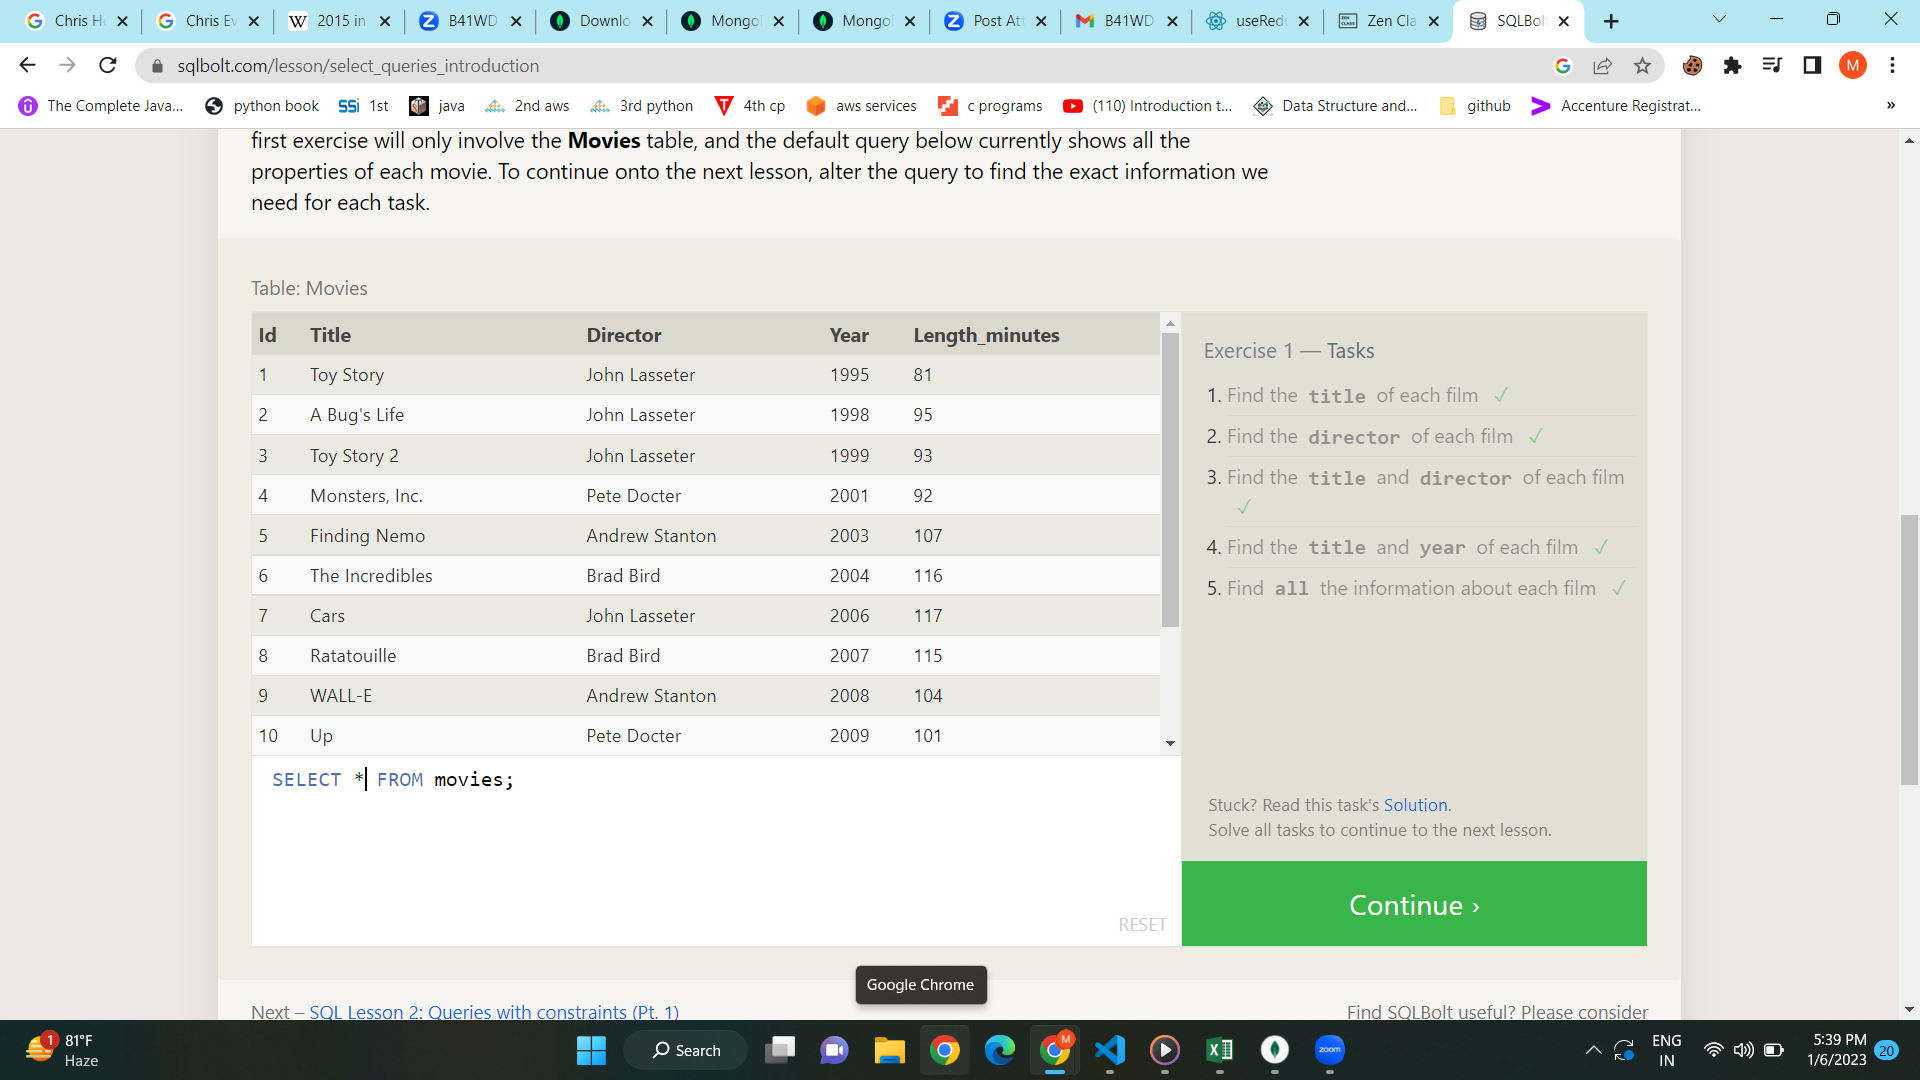 Chris He
Chris Ev
2015 in
B41WD
Downlo
Mongo
Mongo
Post Att
B41WD
useRed
Zen Cla
SQLBolt
sqlbolt.com/lesson/select_queries_introduction
M
The Complete Java...
python book
SSi 1st
java
2nd aws
3rd python
4th cp
aws services
c programs
(110) Introduction t...
Data Structure and...
github
Accenture Registrat...
»
first exercise will only involve the Movies table, and the default query below currently shows all the
properties of each movie. To continue onto the next lesson, alter the query to find the exact information we
need for each task.
Table: Movies
Id Title Director Year Length_minutes
1 Toy Story John Lasseter 1995 81
2 A Bug's Life John Lasseter 1998 95
3 Toy Story 2 John Lasseter 1999 93
4 Monsters, Inc. Pete Docter 2001 92
5 Finding Nemo Andrew Stanton 2003 107
6 The Incredibles Brad Bird 2004 116
7 Cars John Lasseter 2006 117
8 Ratatouille Brad Bird 2007 115
9 WALL-E Andrew Stanton 2008 104
10 Up Pete Docter 2009 101
SELECT * FROM movies;
RESET
Exercise 1 — Tasks
1. Find the title of each film ✓
2. Find the director of each film ✓
3. Find the title and director of each film
✓
4. Find the title and year of each film ✓
5. Find all the information about each film ✓
Stuck? Read this task's Solution.
Solve all tasks to continue to the next lesson.
Continue ›
Google Chrome
Next – SQL Lesson 2: Queries with constraints (Pt. 1)
Find SQLBolt useful? Please consider
1
81°F
Haze
Search
M
zoom
ENG
IN
5:39 PM
1/6/2023
20